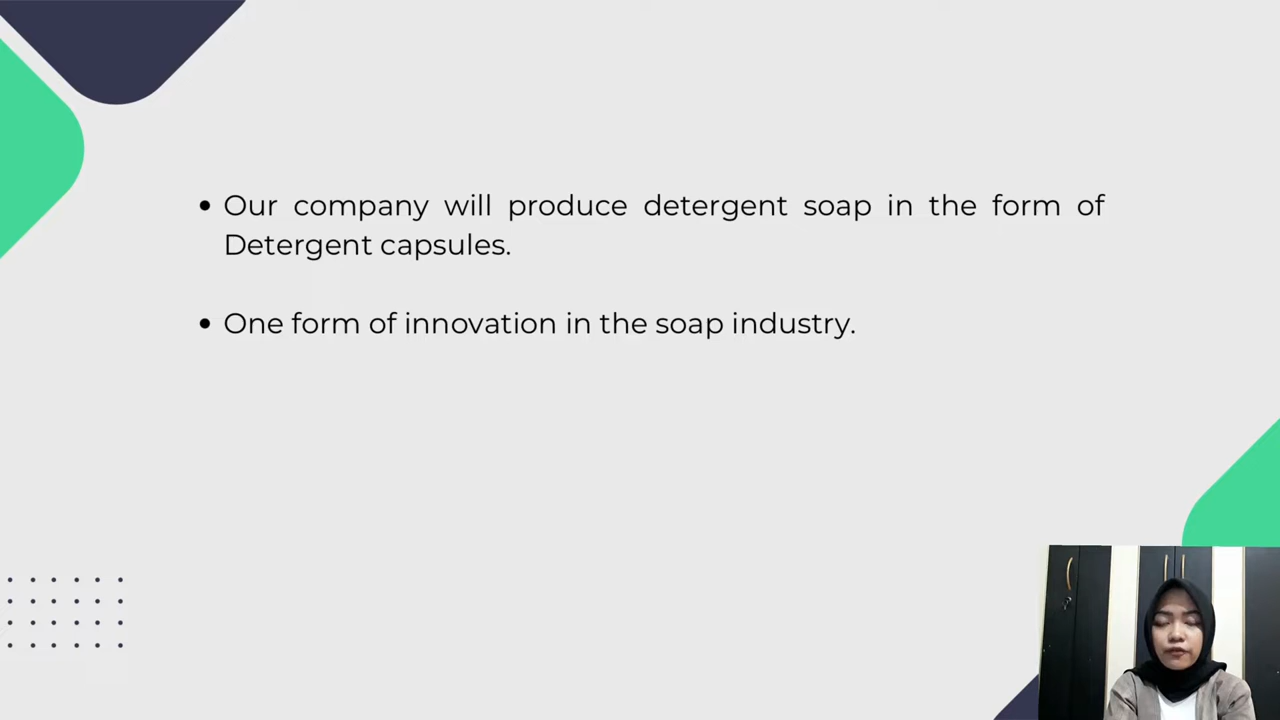 • Our company will produce detergent soap in the form of
Detergent capsules.
• One form of innovation in the soap industry.